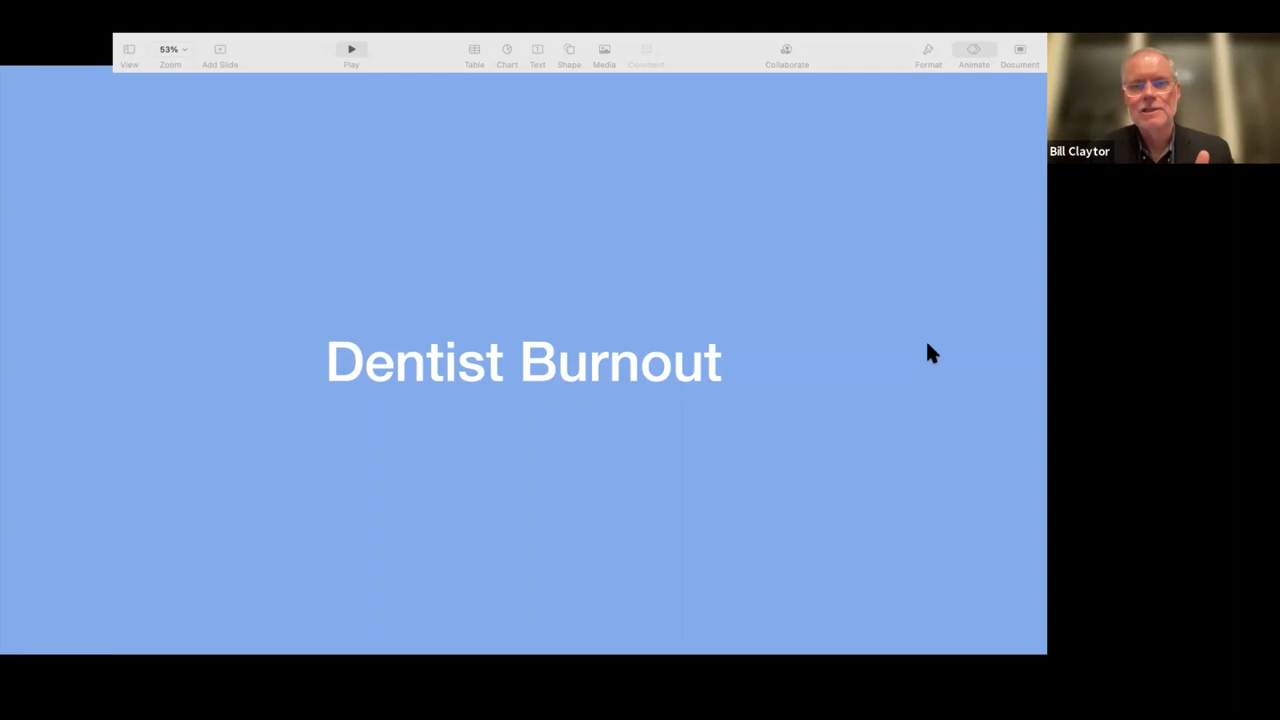 53%
View
Zoom
Add Slide
Play
Table
Chart
Text
Shape
Media
Comment
Collaborate
Format
Animate
Document
Bill Claytor
Dentist Burnout